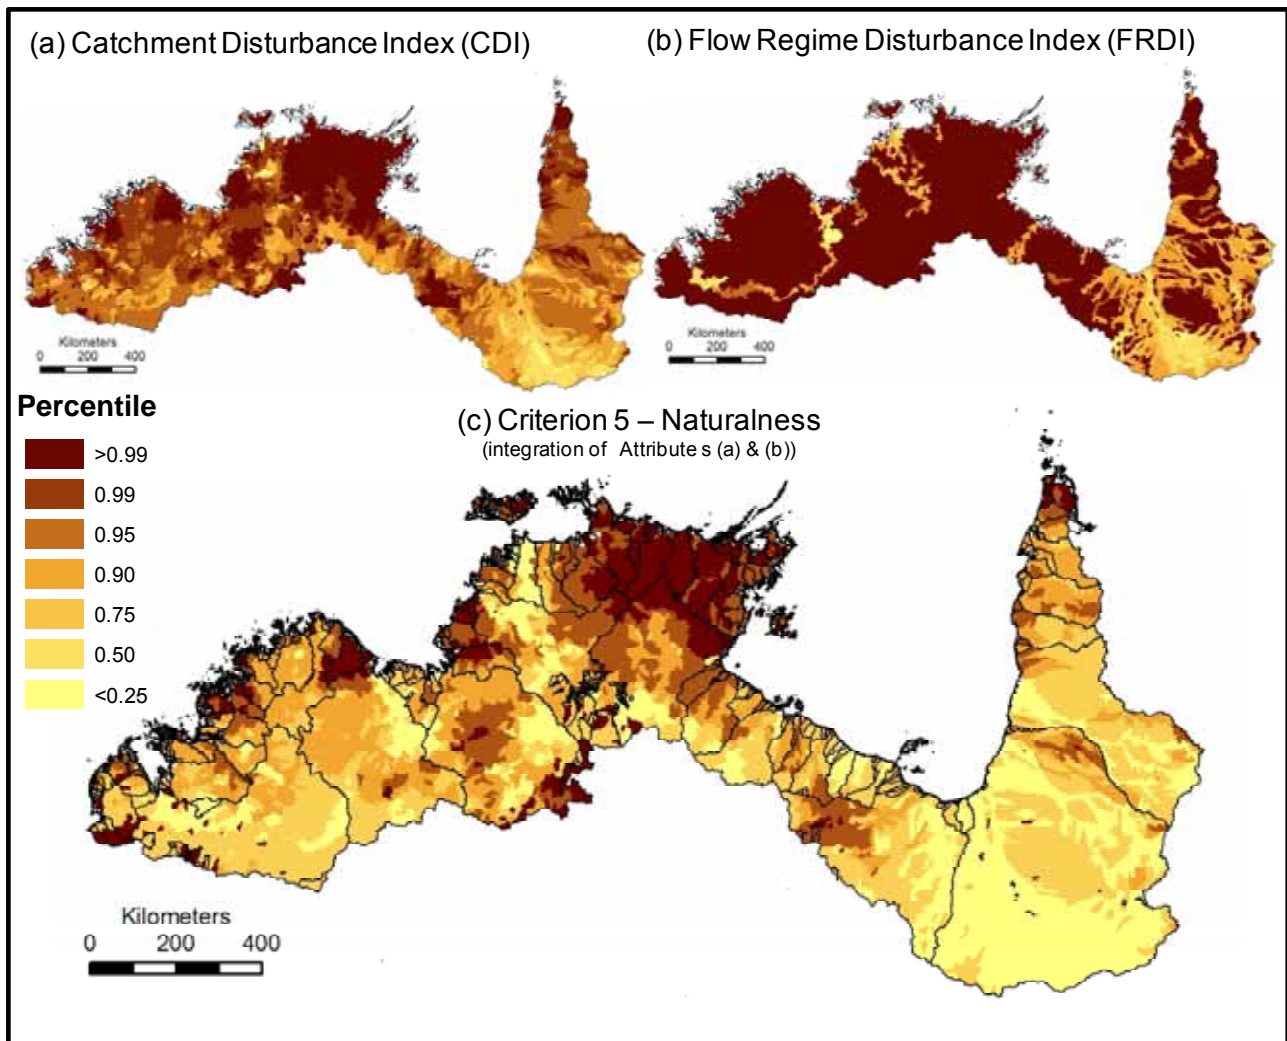 (a) Catchment Disturbance Index (CDI)
(b) Flow Regime Disturbance Index (FRDI)
Kilometers
0 200 400
Kilometers
0 200 400
Percentile
>0.99
0.99
0.95
0.90
0.75
0.50
<0.25
(c) Criterion 5 – Naturalness
(integration of Attributes (a) & (b))
Kilometers
0 200 400